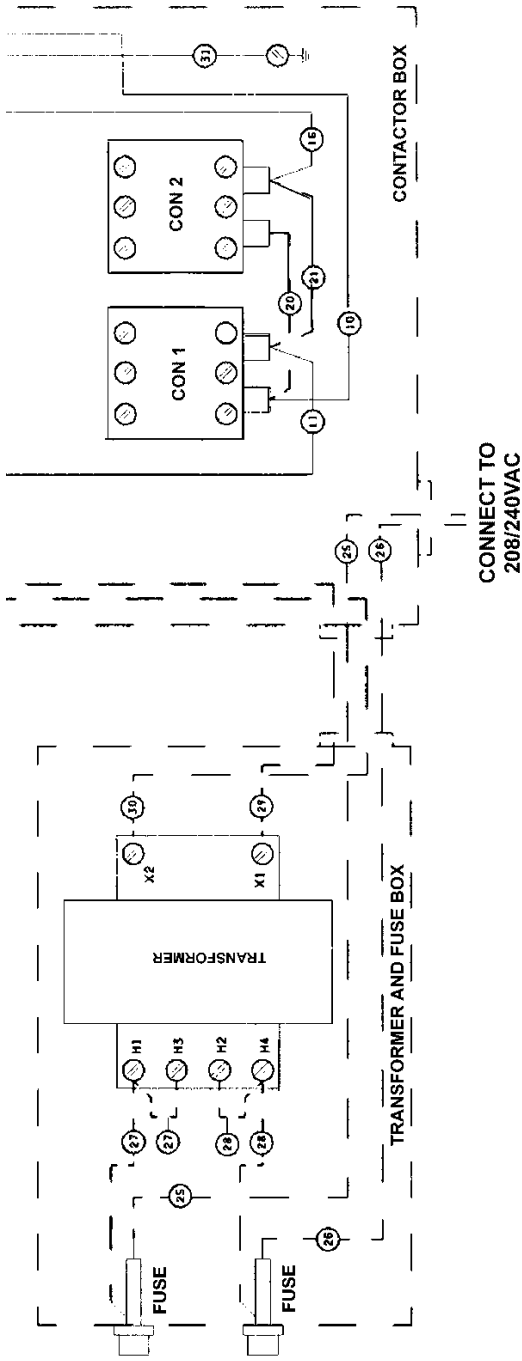 31
CONTACTOR BOX
16
CON 2
21
20
10
CON 1
11
CONNECT TO
208/240VAC
25
26
30
29
X2
X1
TRANSFORMER
TRANSFORMER AND FUSE BOX
H1
H3
H2
H4
27
27
28
28
25
26
FUSE
FUSE